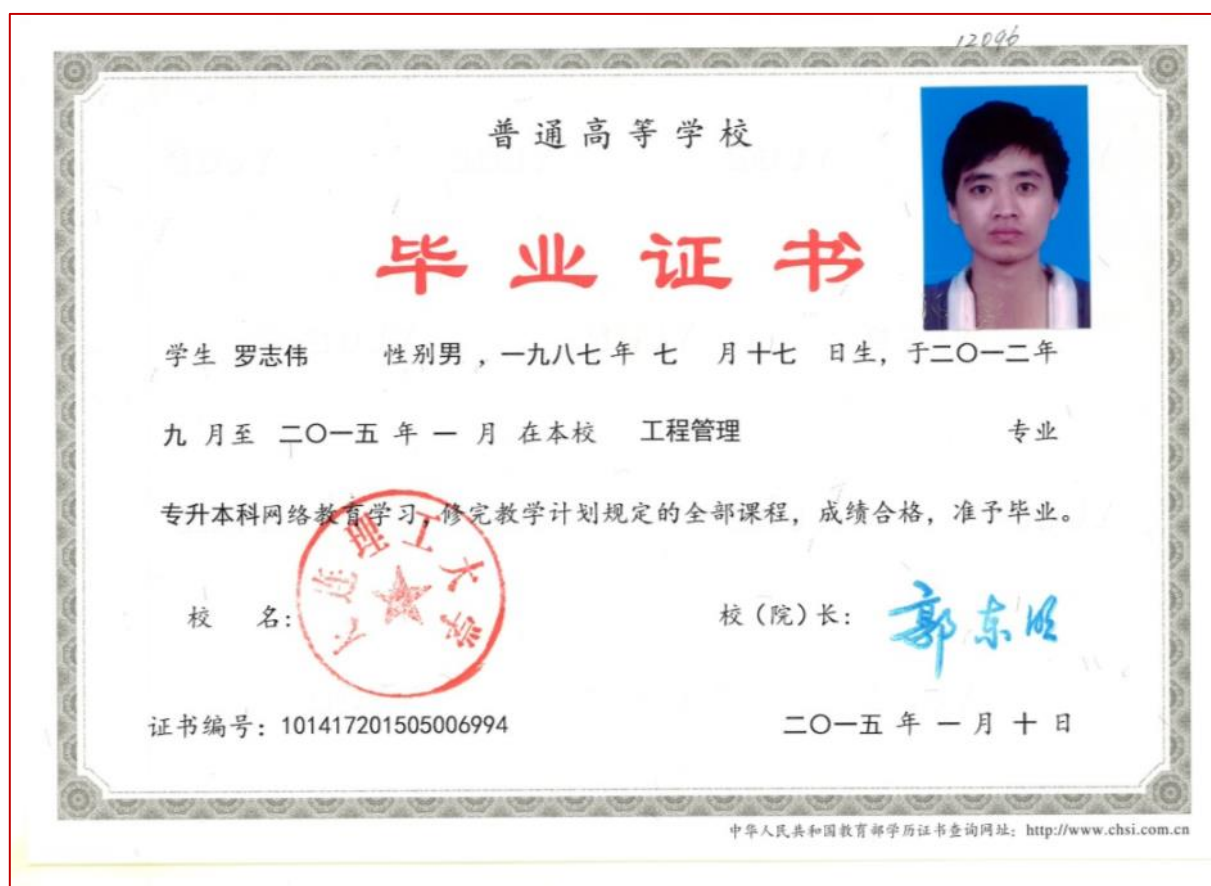 12096
普通高等学校
毕业证书
学生 罗志伟 性别男，一九八七年 七 月十七 日生，于二〇一二年
九 月至 二〇一五 年 一 月 在本校 工程管理 专业
专升本科网络教育学习，修完教学计划规定的全部课程，成绩合格，准予毕业。
大连理工大学
校 名： 校（院）长： 郭东明
证书编号：101417201505006994 二〇一五 年 一 月 十 日
中华人民共和国教育部学历证书查询网址：http://www.chsi.com.cn